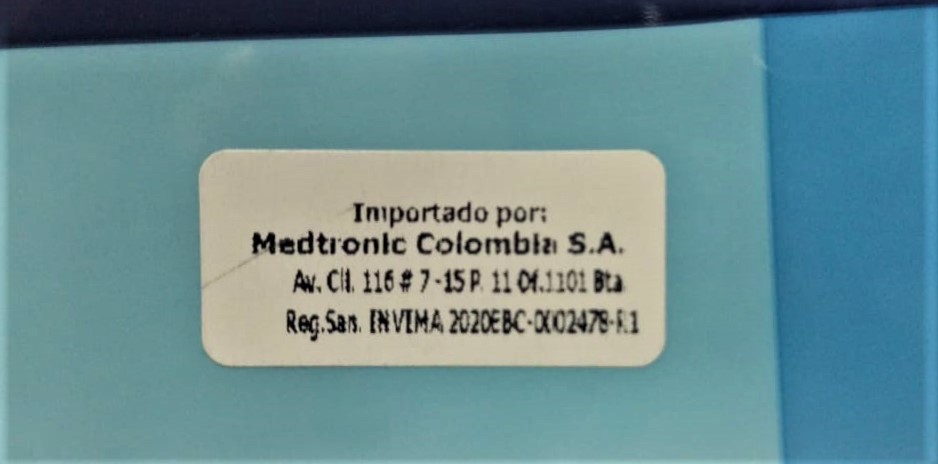 Importado por:
Medtronic Colombia S.A.
Av. Cll. 116 # 7-15 P. 11 Of.1101 Bta
Reg.San. INVIMA 2020EBC-0002478-R1